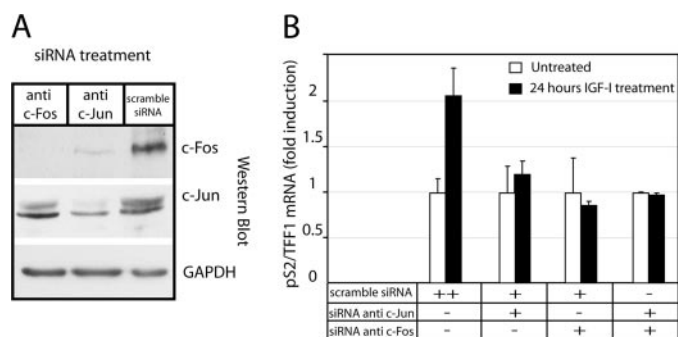 A
siRNA treatment
anti c-Fos
anti c-Jun
scramble siRNA
c-Fos
c-Jun
GAPDH
Western Blot
B
pS2/TFF1 mRNA (fold induction)
2
1.5
1
0.5
0
Untreated
24 hours IGF-I treatment
scramble siRNA ++ + + -
siRNA anti c-Jun - + - +
siRNA anti c-Fos - - + +